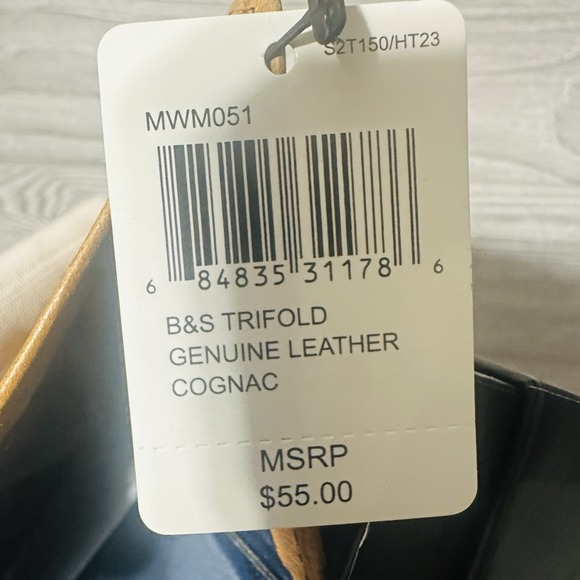 S2T150/HT23
MWM051
6 84835 31178 6
B&S TRIFOLD
GENUINE LEATHER
COGNAC
MSRP
$55.00